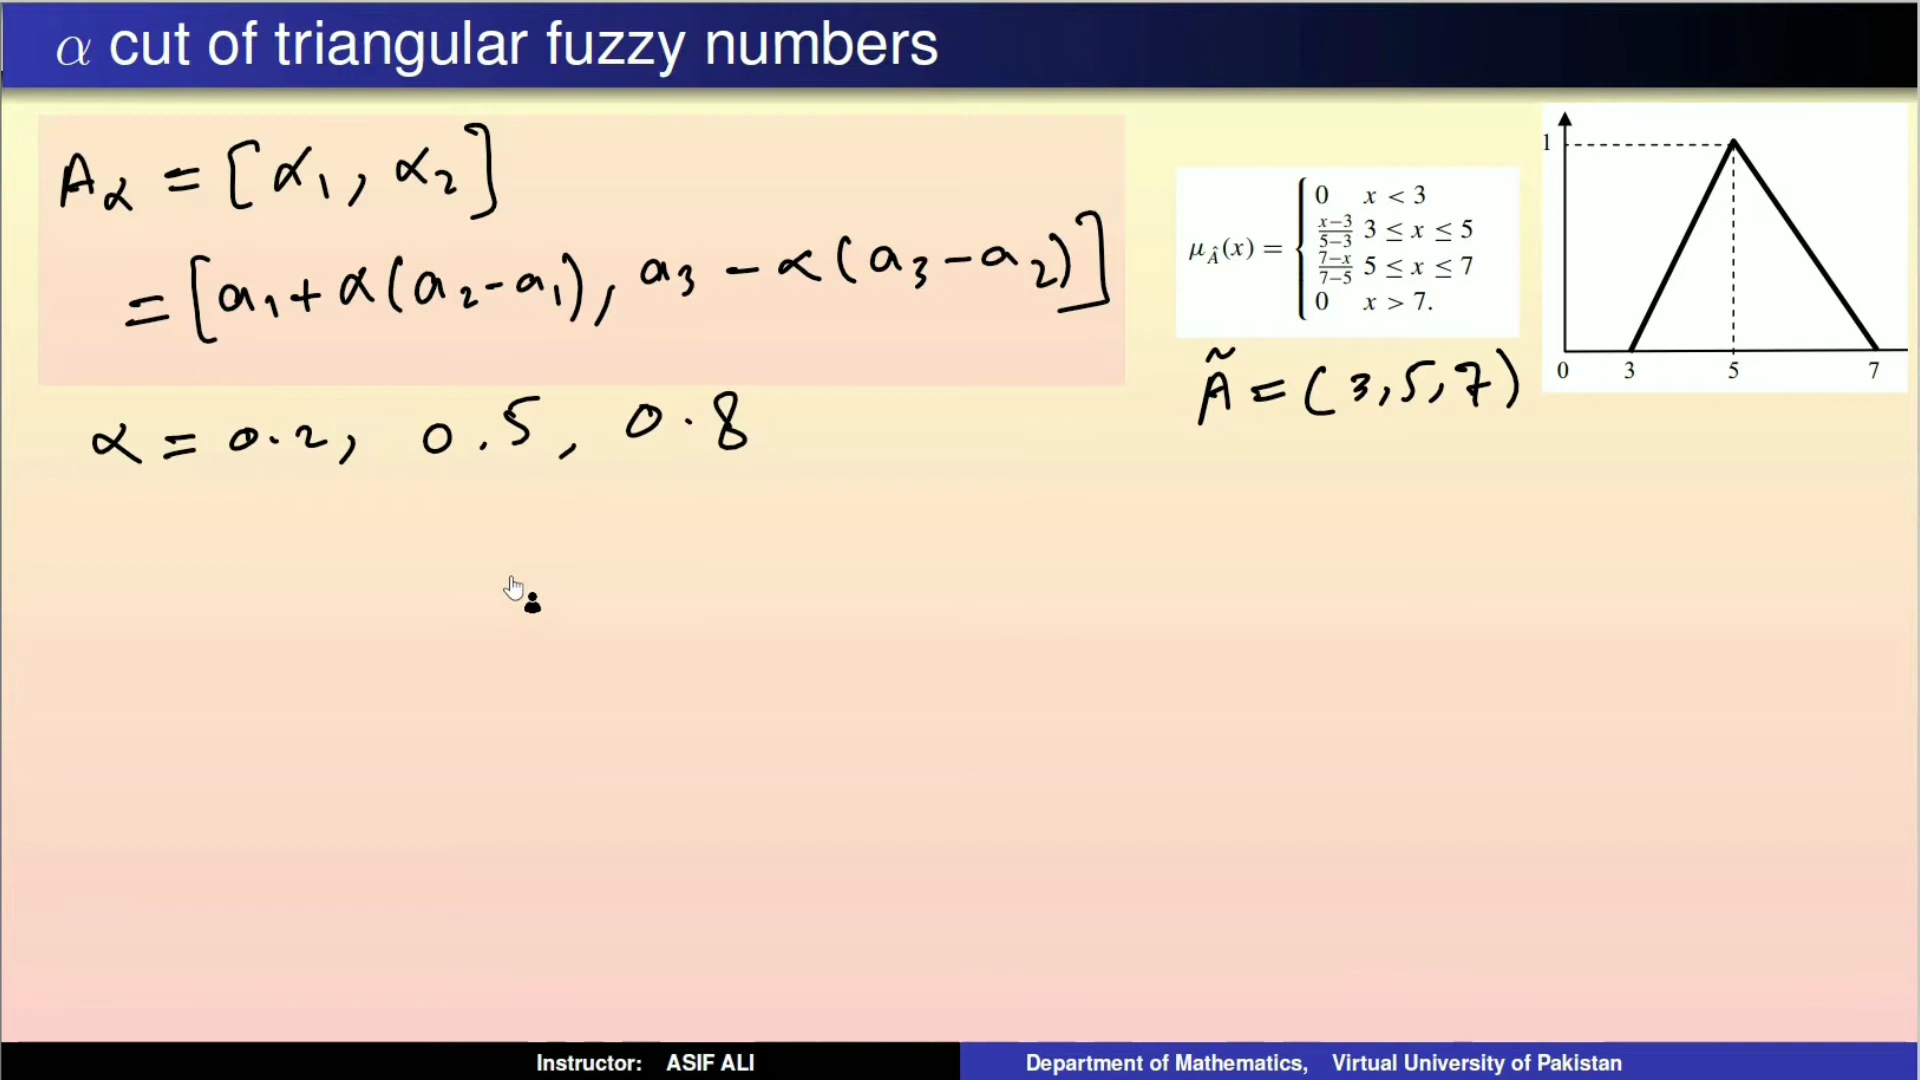 α cut of triangular fuzzy numbers
A_α = [α₁, α₂]
= [a₁+α(a₂-a₁), a₃-α(a₃-a₂)]
α = 0.2, 0.5, 0.8
μ_Â(x) =
0 x < 3
x−3/5−3 3 ≤ x ≤ 5
7−x/7−5 5 ≤ x ≤ 7
0 x > 7.
Ã = (3,5,7)
1
0 3 5 7
Instructor: ASIF ALI
Department of Mathematics, Virtual University of Pakistan